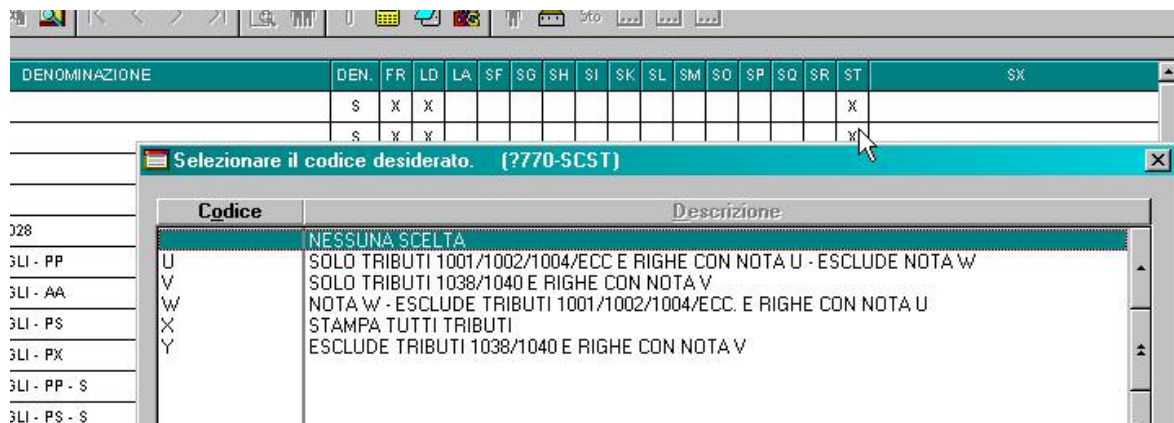 Sto
DENOMINAZIONE DEN. FR LD LA SF SG SH SI SK SL SM SO SP SQ SR ST SX
S X X X
S X X X
Selezionare il codice desiderato. (?770-SCST)
Codice Descrizione
NESSUNA SCELTA
U SOLO TRIBUTI 1001/1002/1004/ECC E RIGHE CON NOTA U - ESCLUDE NOTA W
V SOLO TRIBUTI 1038/1040 E RIGHE CON NOTA V
W NOTA W - ESCLUDE TRIBUTI 1001/1002/1004/ECC. E RIGHE CON NOTA U
X STAMPA TUTTI TRIBUTI
Y ESCLUDE TRIBUTI 1038/1040 E RIGHE CON NOTA V
028
GLI - PP
GLI - AA
GLI - PS
GLI - PX
GLI - PP - S
GLI - PS - S